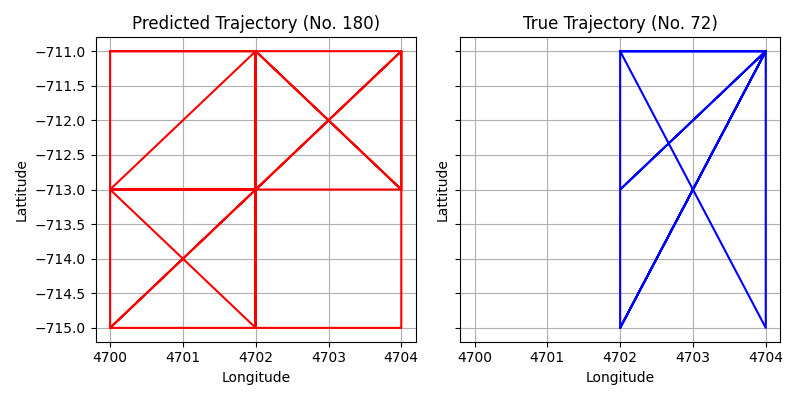 Predicted Trajectory (No. 180)
True Trajectory (No. 72)
−711.0
−711.5
−712.0
−712.5
−713.0
−713.5
−714.0
−714.5
−715.0
Lattitude
Lattitude
4700 4701 4702 4703 4704
4700 4701 4702 4703 4704
Longitude
Longitude